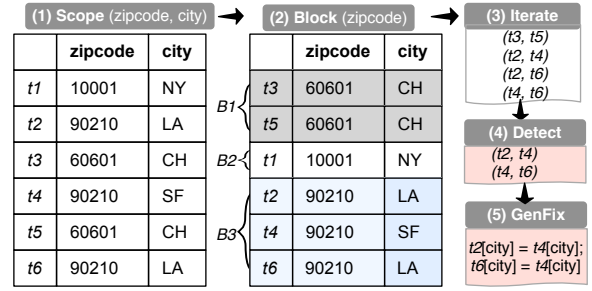 (1) Scope (zipcode, city)
zipcode city
t1 10001 NY
t2 90210 LA
t3 60601 CH
t4 90210 SF
t5 60601 CH
t6 90210 LA
(2) Block (zipcode)
zipcode city
B1
t3 60601 CH
t5 60601 CH
B2
t1 10001 NY
B3
t2 90210 LA
t4 90210 SF
t6 90210 LA
(3) Iterate
(t3, t5)
(t2, t4)
(t2, t6)
(t4, t6)
(4) Detect
(t2, t4)
(t4, t6)
(5) GenFix
t2[city] = t4[city];
t6[city] = t4[city]